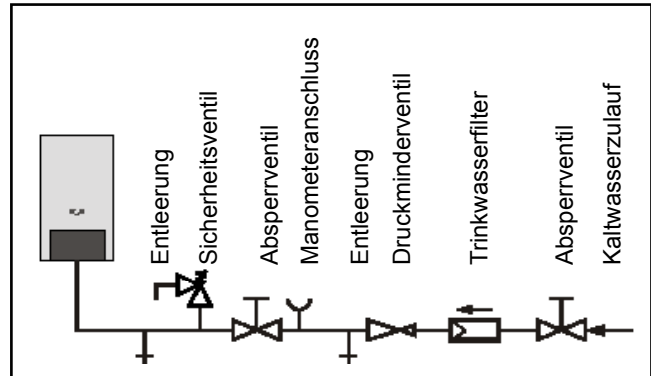 Entleerung
Sicherheitsventil
Absperrventil
Manometeranschluss
Entleerung
Druckminderventil
Trinkwasserfilter
Absperrventil
Kaltwasserzulauf